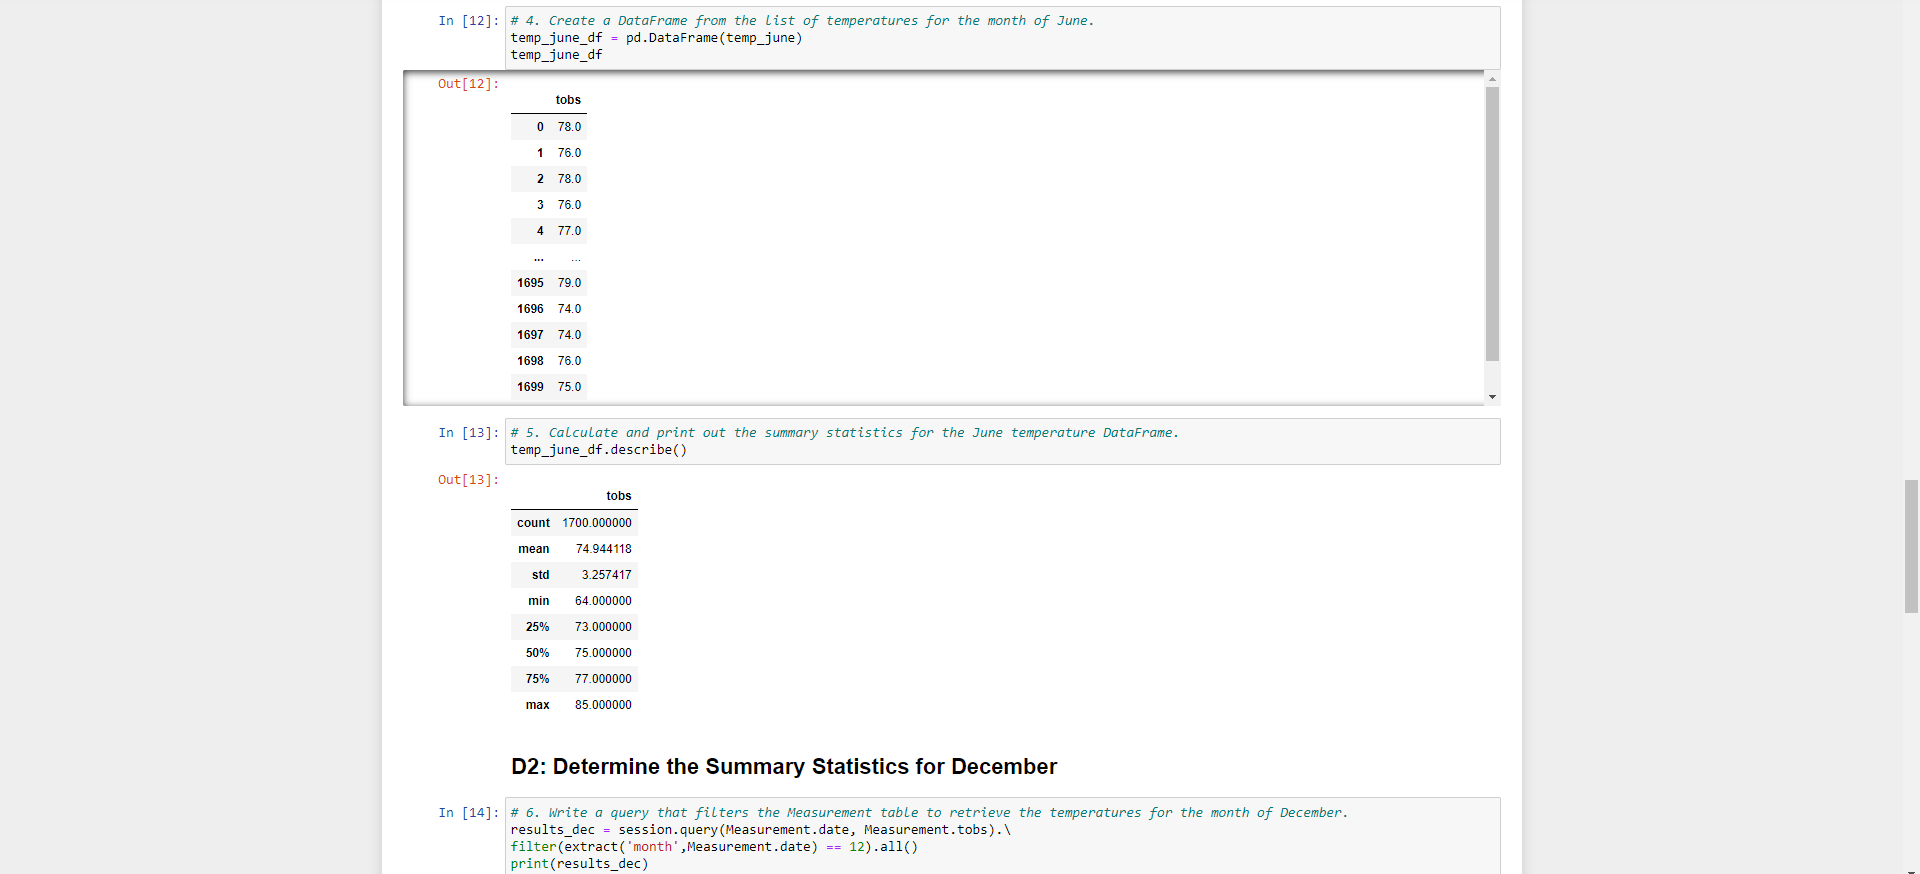 In [12]: # 4. Create a DataFrame from the list of temperatures for the month of June.
temp_june_df = pd.DataFrame(temp_june)
temp_june_df
Out[12]:
tobs
0 78.0
1 76.0
2 78.0
3 76.0
4 77.0
... ...
1695 79.0
1696 74.0
1697 74.0
1698 76.0
1699 75.0
In [13]: # 5. Calculate and print out the summary statistics for the June temperature DataFrame.
temp_june_df.describe()
Out[13]:
tobs
count 1700.000000
mean 74.944118
std 3.257417
min 64.000000
25% 73.000000
50% 75.000000
75% 77.000000
max 85.000000
D2: Determine the Summary Statistics for December
In [14]: # 6. Write a query that filters the Measurement table to retrieve the temperatures for the month of December.
results_dec = session.query(Measurement.date, Measurement.tobs).\
filter(extract('month',Measurement.date) == 12).all()
print(results_dec)